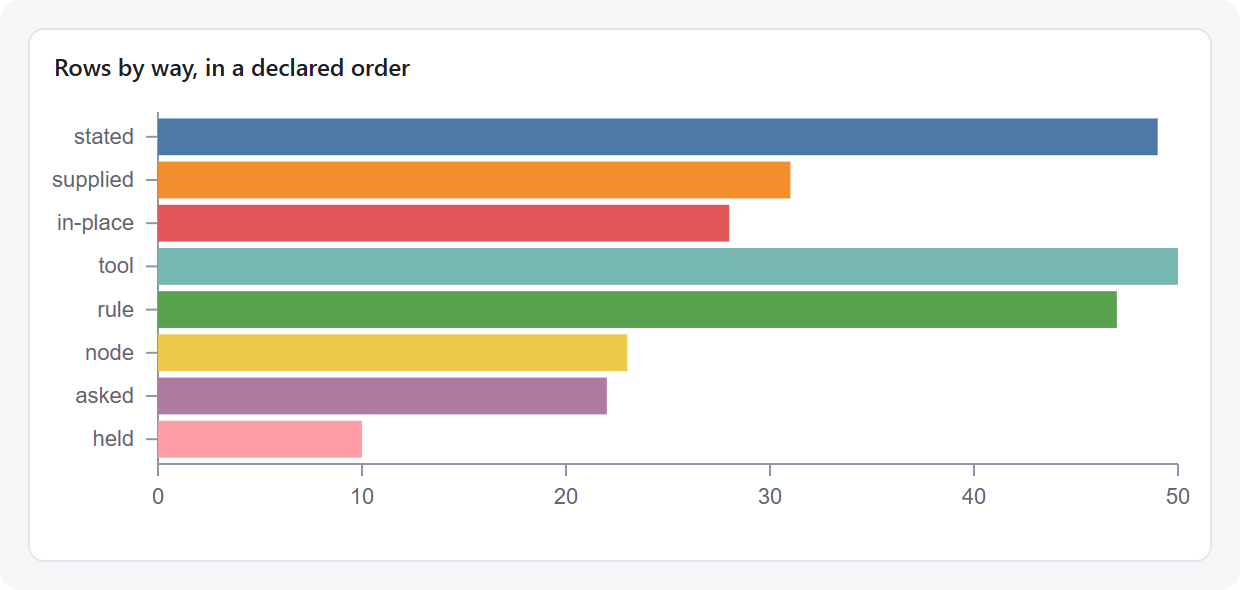 Rows by way, in a declared order
stated
supplied
in-place
tool
rule
node
asked
held
0 10 20 30 40 50